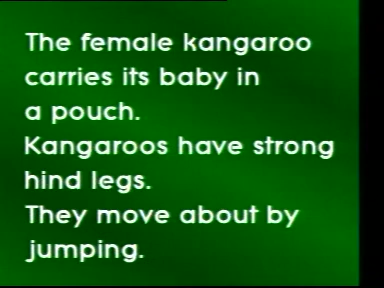 The female kangaroo
carries its baby in
a pouch.
Kangaroos have strong
hind legs.
They move about by
jumping.